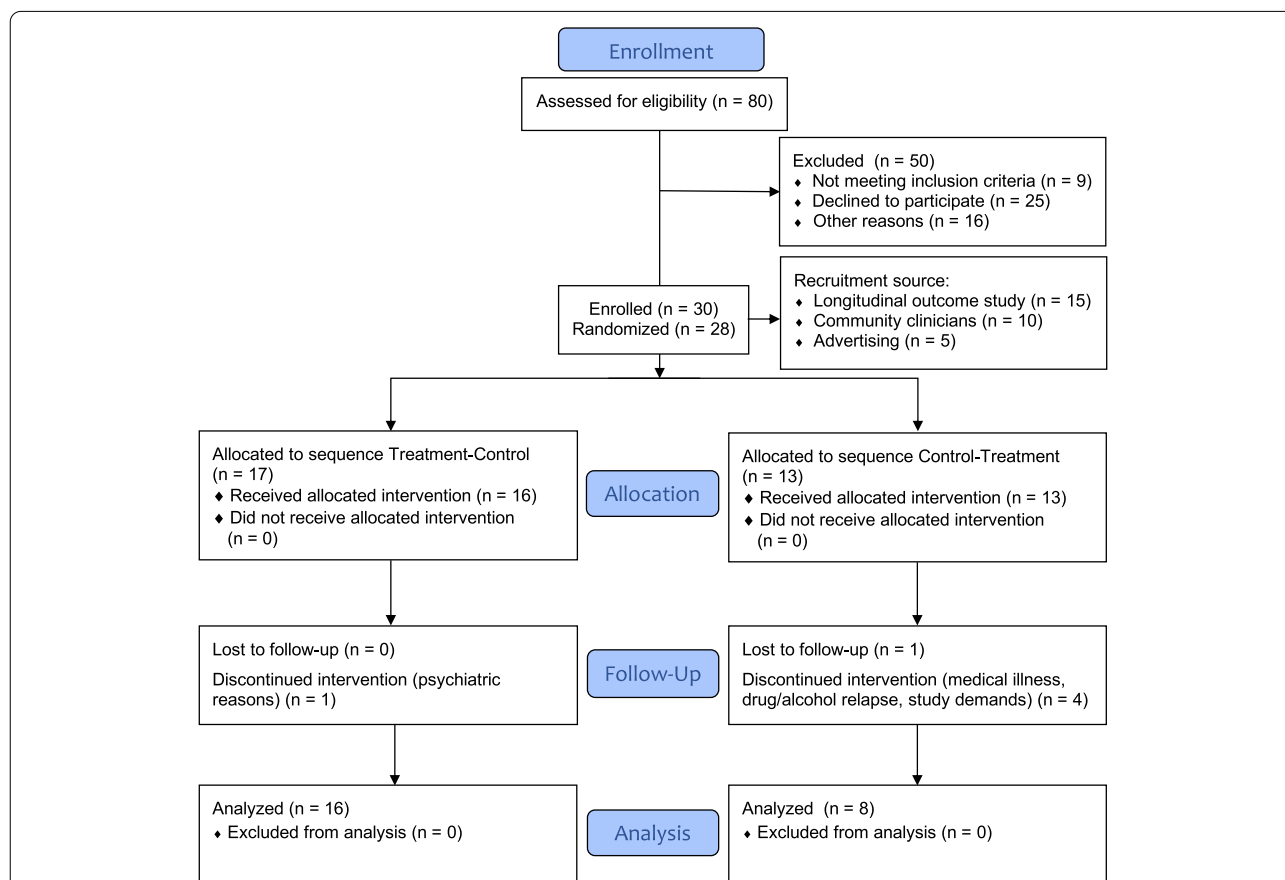 Enrollment
Assessed for eligibility (n = 80)
Excluded (n = 50)
♦ Not meeting inclusion criteria (n = 9)
♦ Declined to participate (n = 25)
♦ Other reasons (n = 16)
Recruitment source:
♦ Longitudinal outcome study (n = 15)
♦ Community clinicians (n = 10)
♦ Advertising (n = 5)
Enrolled (n = 30)
Randomized (n = 28)
Allocated to sequence Treatment-Control
(n = 17)
♦ Received allocated intervention (n = 16)
♦ Did not receive allocated intervention
(n = 0)
Allocation
Allocated to sequence Control-Treatment
(n = 13)
♦ Received allocated intervention (n = 13)
♦ Did not receive allocated intervention
(n = 0)
Lost to follow-up (n = 0)
Discontinued intervention (psychiatric
reasons) (n = 1)
Follow-Up
Lost to follow-up (n = 1)
Discontinued intervention (medical illness,
drug/alcohol relapse, study demands) (n = 4)
Analyzed (n = 16)
♦ Excluded from analysis (n = 0)
Analysis
Analyzed (n = 8)
♦ Excluded from analysis (n = 0)